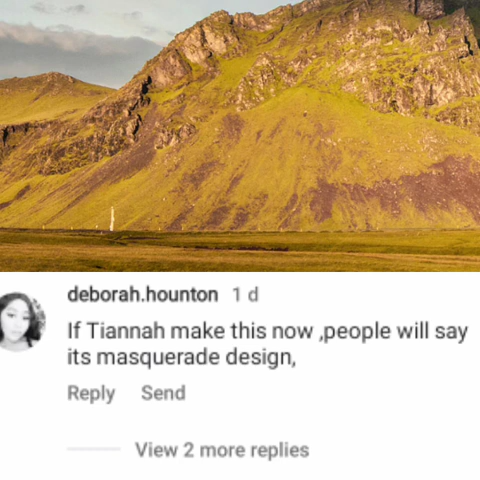 deborah.hounton 1 d
If Tiannah make this now ,people will say
its masquerade design,
Reply Send
View 2 more replies